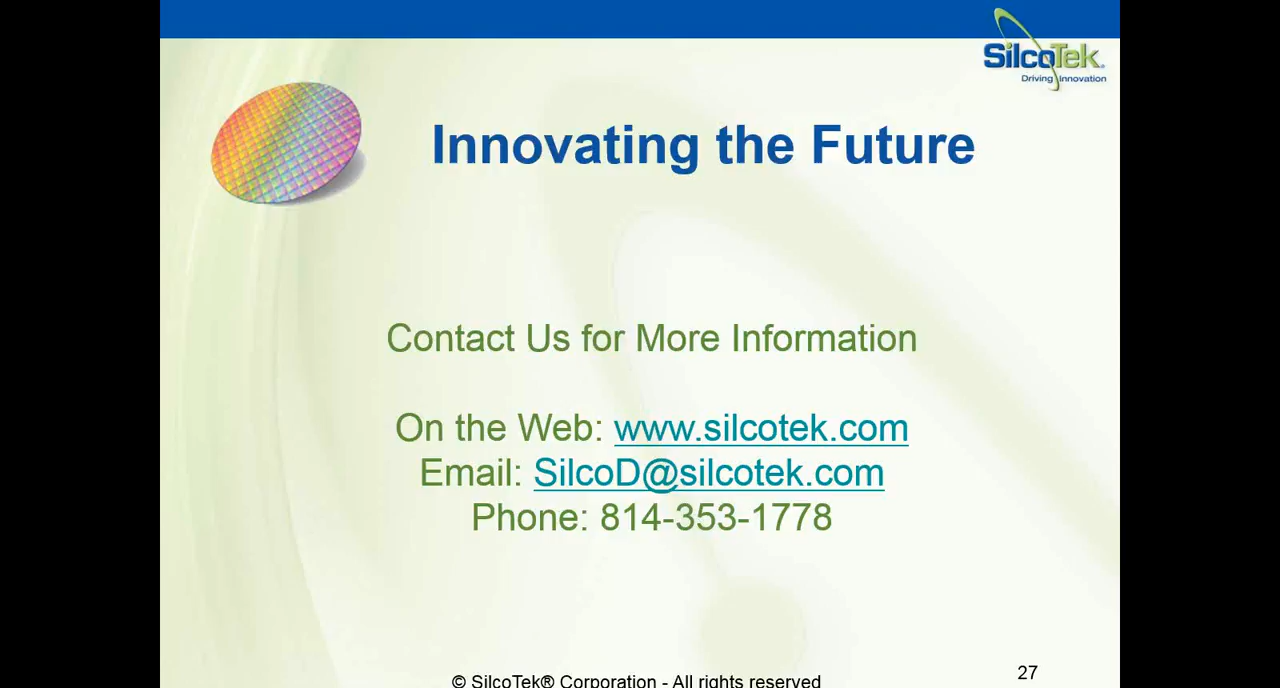 SilcoTek®
Driving Innovation
Innovating the Future
Contact Us for More Information
On the Web: www.silcotek.com
Email: SilcoD@silcotek.com
Phone: 814-353-1778
© SilcoTek® Corporation - All rights reserved
27